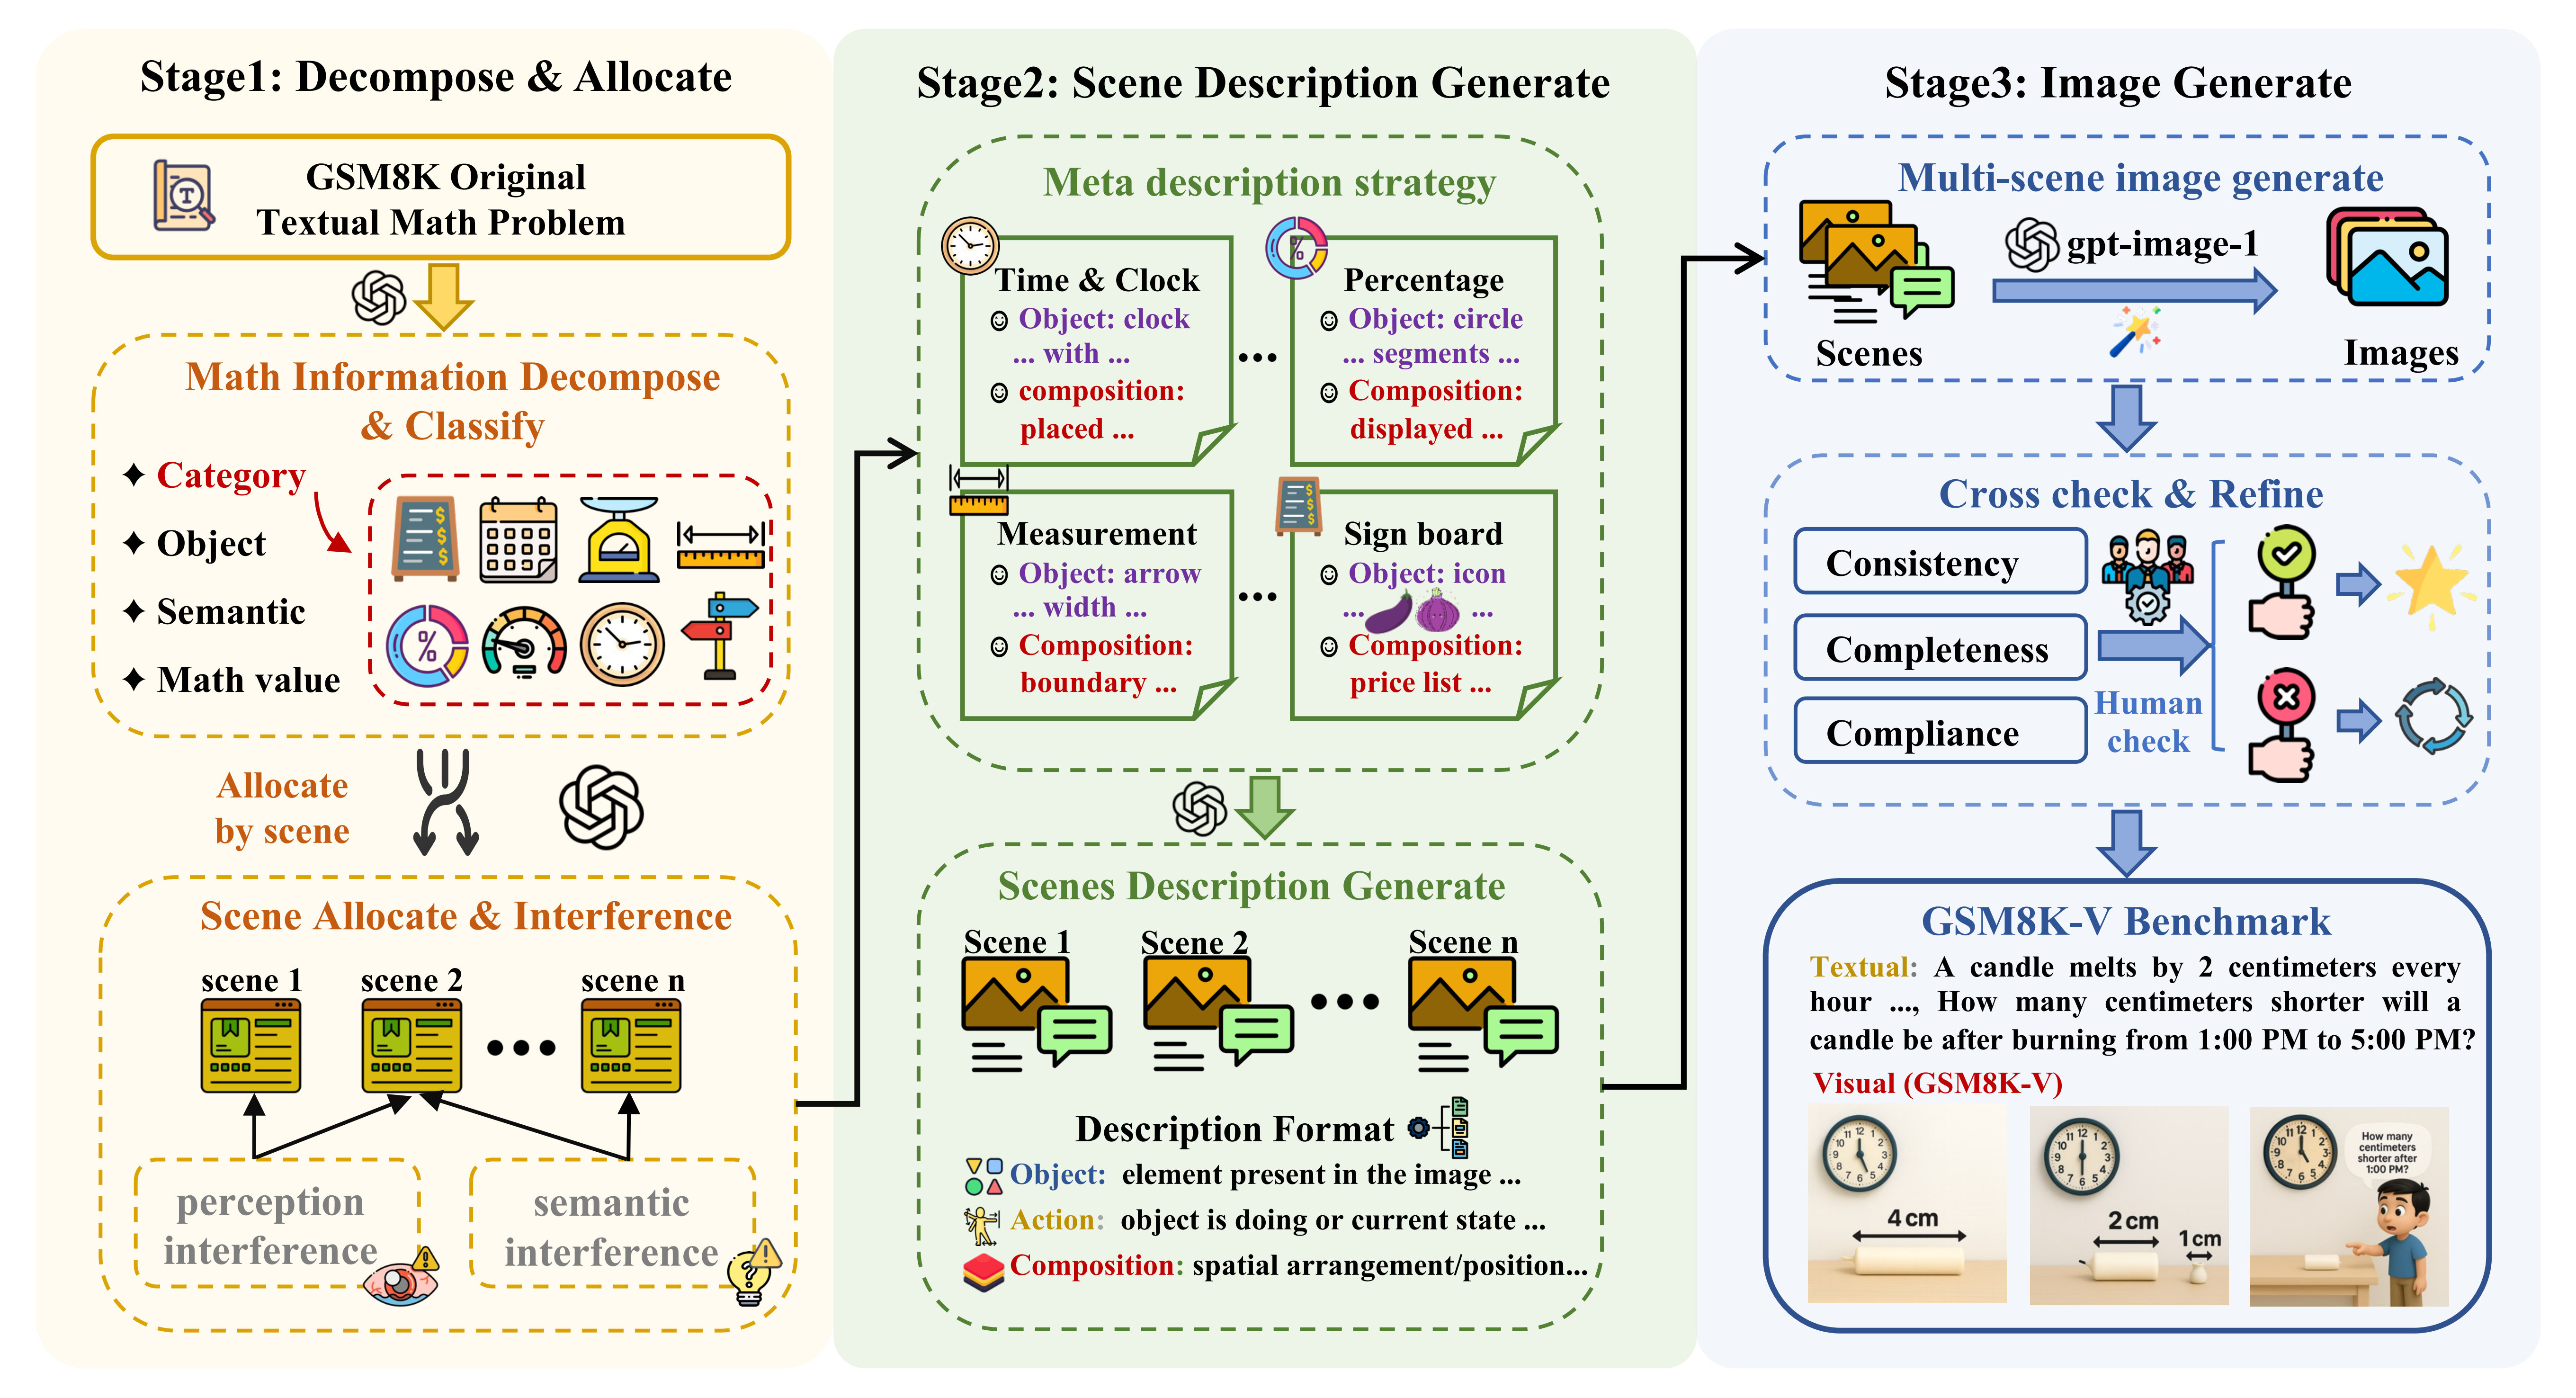 Stage1: Decompose & Allocate
GSM8K Original
Textual Math Problem
Math Information Decompose
& Classify
Category
Object
Semantic
Math value
Allocate
by scene
Scene Allocate & Interference
scene 1
scene 2
scene n
perception
interference
semantic
interference
Stage2: Scene Description Generate
Meta description strategy
Time & Clock
Object: clock
... with ...
composition:
placed ...
...
Percentage
Object: circle
... segments ...
Composition:
displayed ...
Measurement
Object: arrow
... width ...
Composition:
boundary ...
...
Sign board
Object: icon
... ...
Composition:
price list ...
Scenes Description Generate
Scene 1
Scene 2
Scene n
Description Format
Object: element present in the image ...
Action: object is doing or current state ...
Composition: spatial arrangement/position...
Stage3: Image Generate
Multi-scene image generate
gpt-image-1
Scenes
Images
Cross check & Refine
Consistency
Completeness
Compliance
Human
check
GSM8K-V Benchmark
Textual: A candle melts by 2 centimeters every
hour ..., How many centimeters shorter will a
candle be after burning from 1:00 PM to 5:00 PM?
Visual (GSM8K-V)
4 cm
2 cm
1 cm
How many
centimeters
shorter after
1:00 PM?